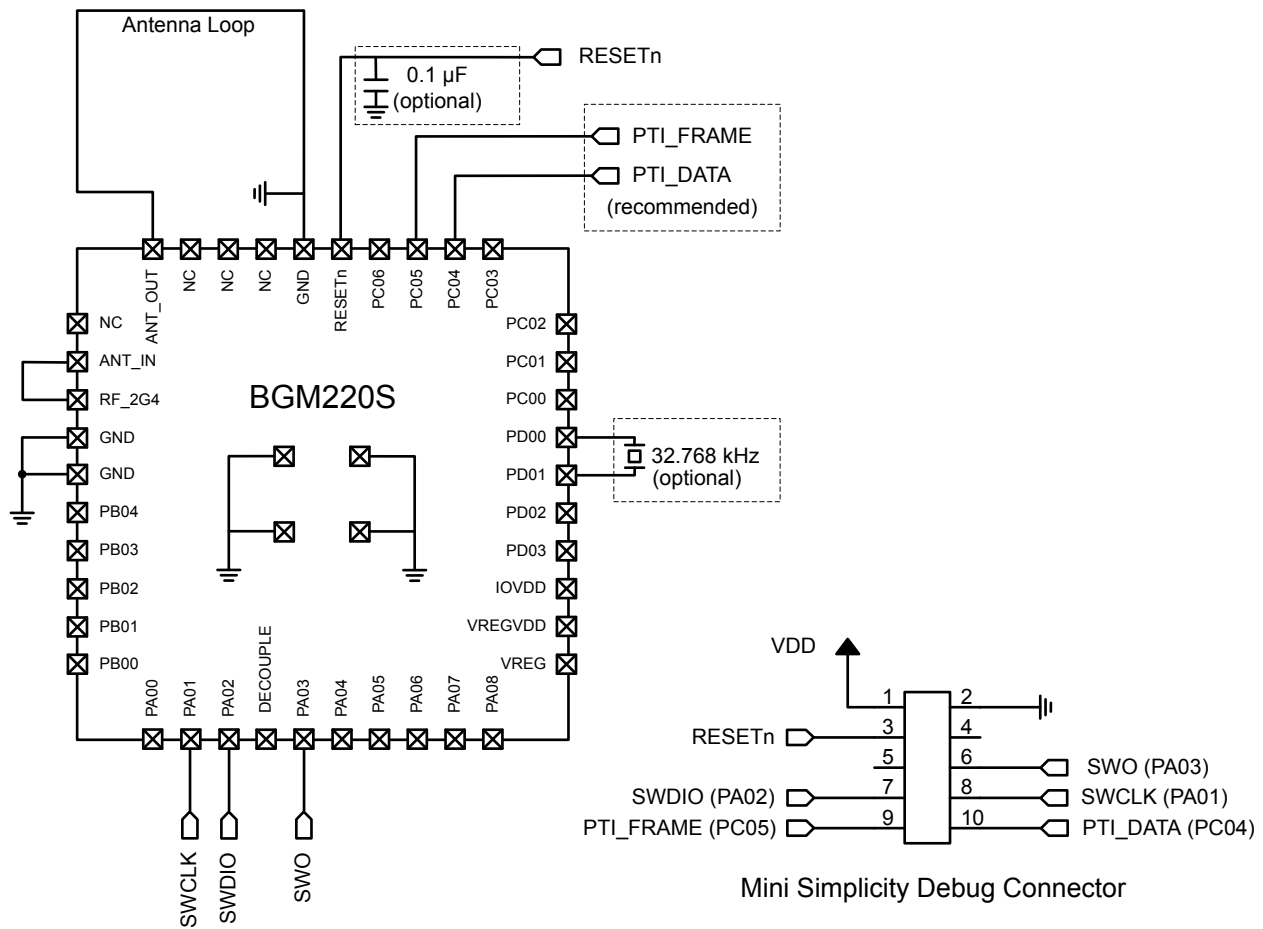 Antenna Loop
RESETn
0.1 µF
(optional)
PTI_FRAME
PTI_DATA
(recommended)
ANT_OUT
NC
NC
NC
GND
RESETn
PC06
PC05
PC04
PC03
NC
ANT_IN
RF_2G4
GND
GND
PB04
PB03
PB02
PB01
PB00
BGM220S
PC02
PC01
PC00
PD00
PD01
PD02
PD03
IOVDD
VREGVDD
VREG
32.768 kHz
(optional)
PA00
PA01
PA02
DECOUPLE
PA03
PA04
PA05
PA06
PA07
PA08
SWCLK
SWDIO
SWO
VDD
1
2
RESETn
3
4
5
6
SWO (PA03)
SWDIO (PA02)
7
8
SWCLK (PA01)
PTI_FRAME (PC05)
9
10
PTI_DATA (PC04)
Mini Simplicity Debug Connector